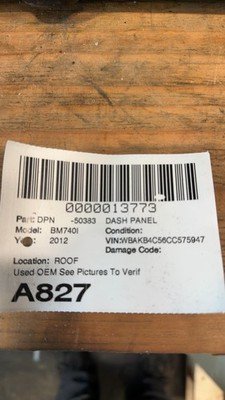 0000013773
Part: DPN -50383 DASH PANEL
Model: BM740I Condition:
Year: 2012 VIN:WBAKB4C56CC575947
Damage Code:
Location: ROOF
Used OEM See Pictures To Verif
A827